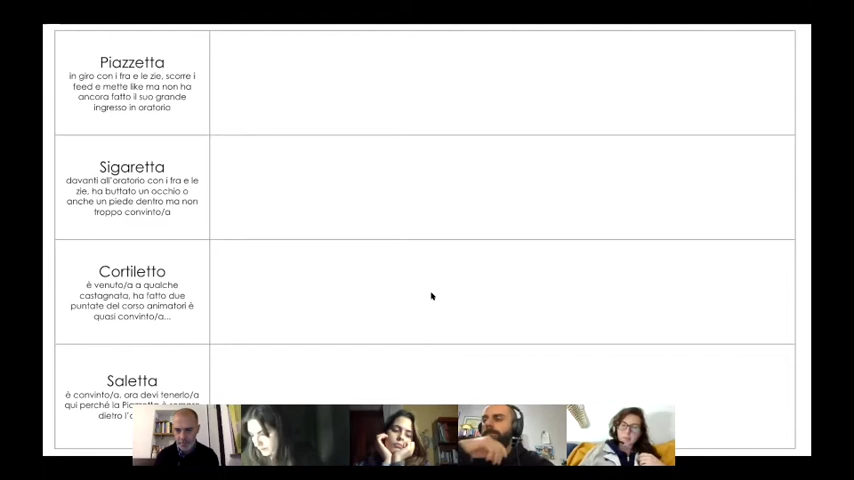 Piazzetta
in giro con i fra e le zie, scorre i
feed e mette like ma non ha
ancora fatto il suo grande
ingresso in oratorio
Sigaretta
davanti all'oratorio con i fra e le
zie, ha buttato un occhio o
anche un piede dentro ma non
troppo convinto/a
Cortiletto
è venuto/a a qualche
castagnata, ha fatto due
puntate del corso animatori è
quasi convinto/a...
Saletta
è convinto/a, ora devi tenerlo/a
qui perché la
dietro